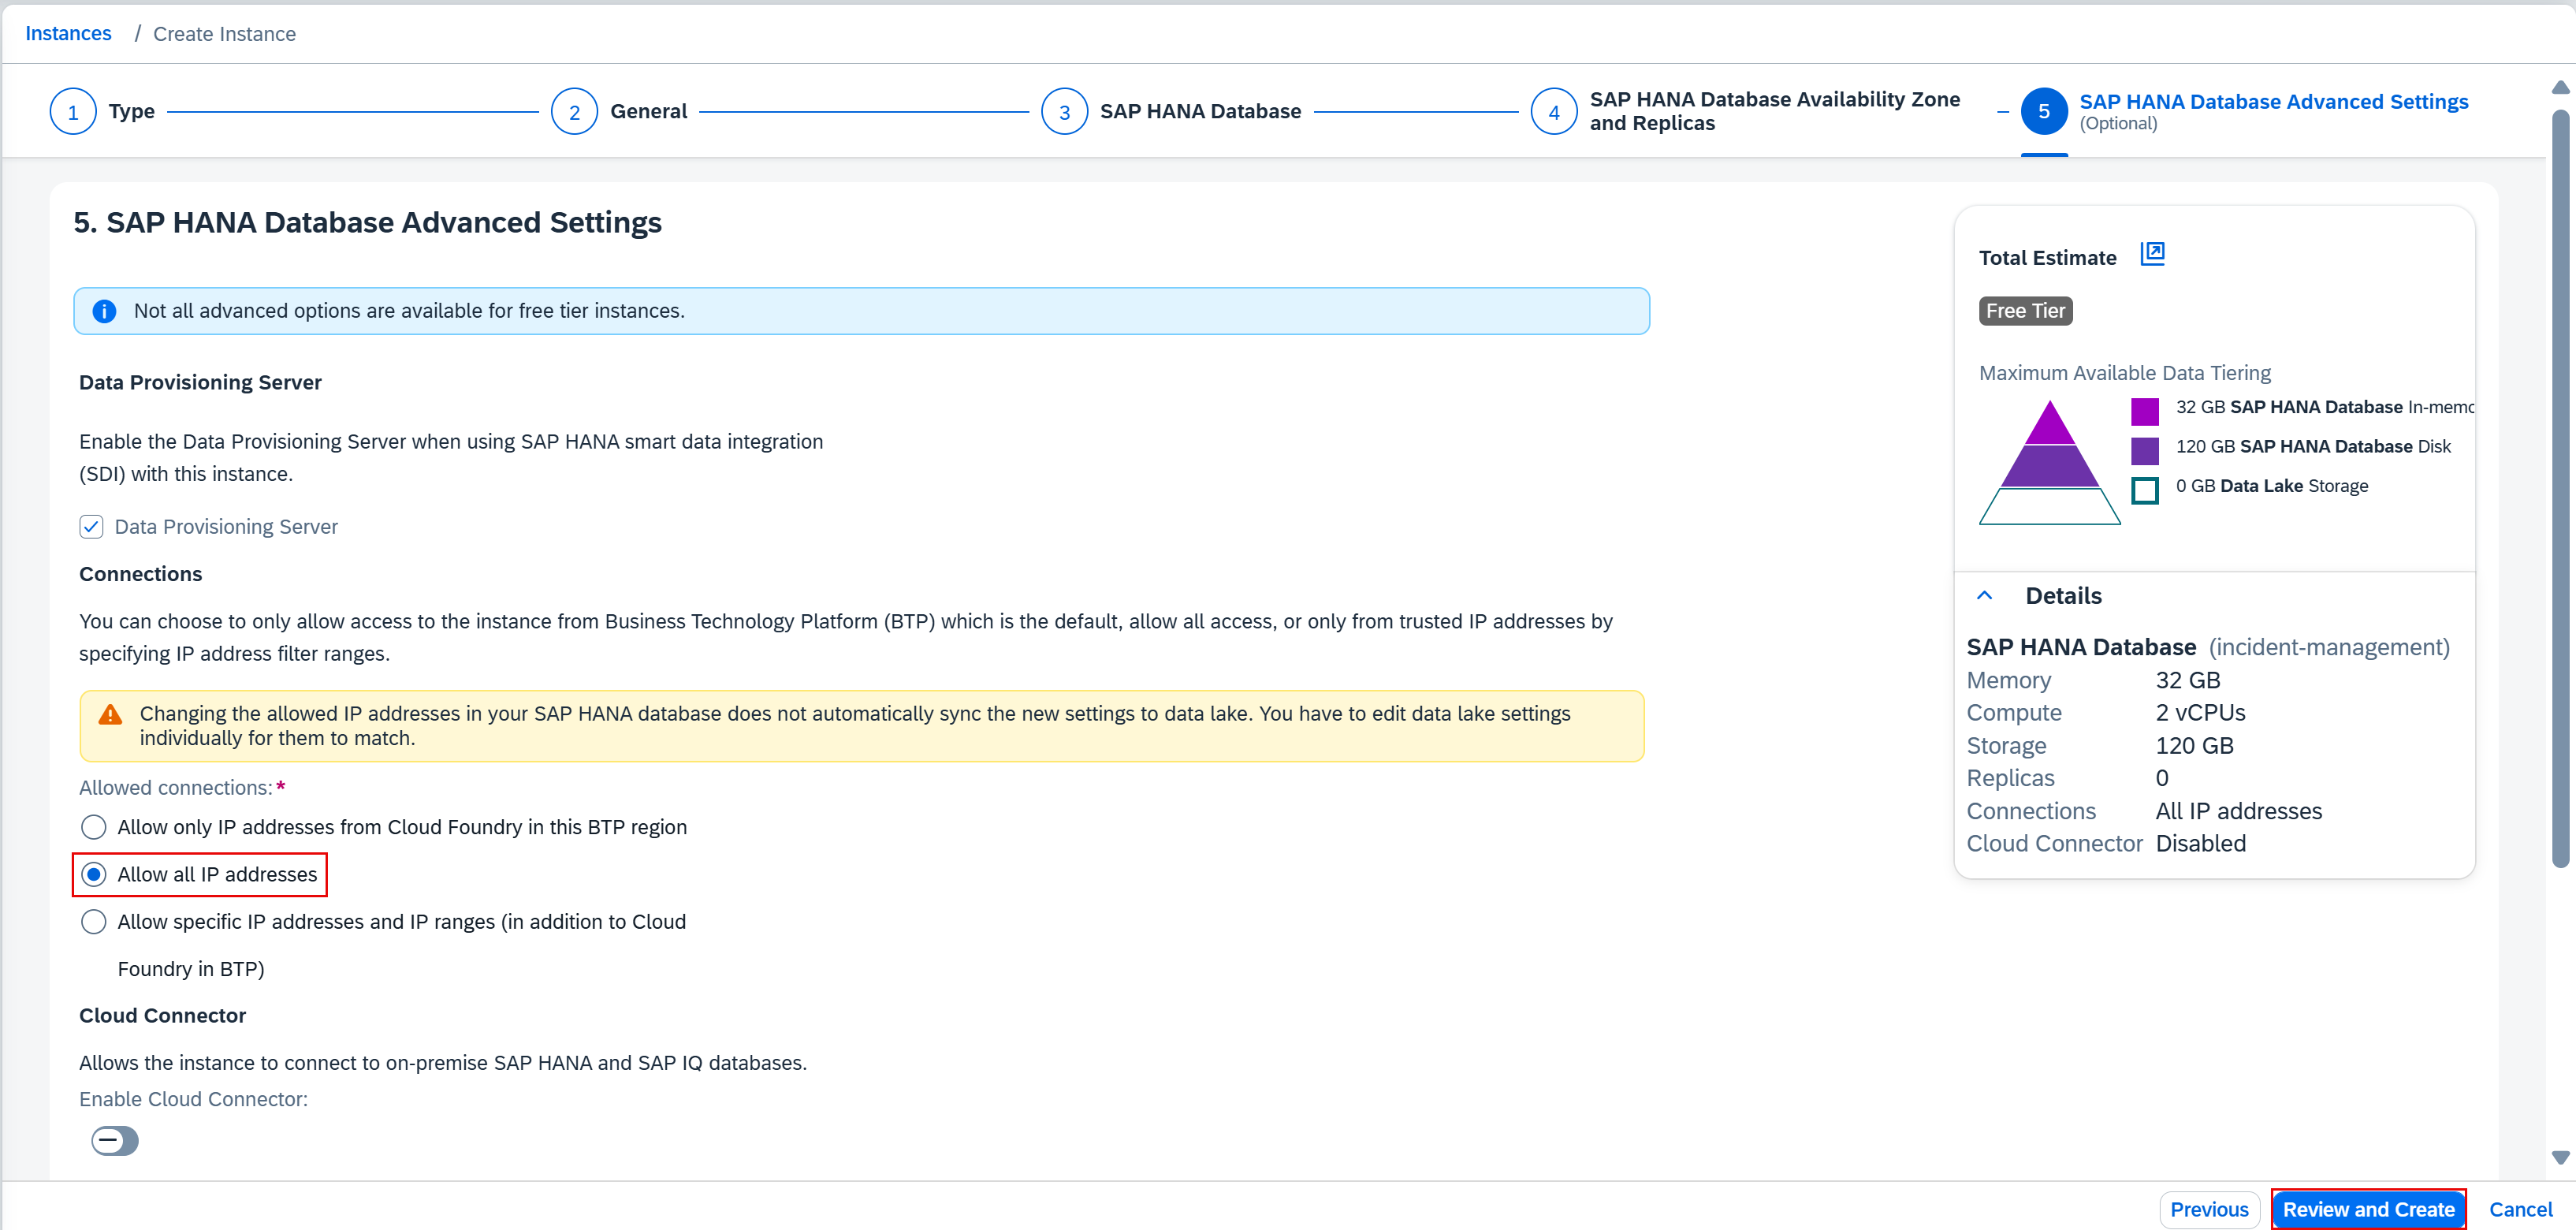 Instances / Create Instance
1 Type
2 General
3 SAP HANA Database
4 SAP HANA Database Availability Zone
and Replicas
5 SAP HANA Database Advanced Settings
(Optional)
5. SAP HANA Database Advanced Settings
Not all advanced options are available for free tier instances.
Data Provisioning Server
Enable the Data Provisioning Server when using SAP HANA smart data integration
(SDI) with this instance.
Data Provisioning Server
Connections
You can choose to only allow access to the instance from Business Technology Platform (BTP) which is the default, allow all access, or only from trusted IP addresses by
specifying IP address filter ranges.
Changing the allowed IP addresses in your SAP HANA database does not automatically sync the new settings to data lake. You have to edit data lake settings
individually for them to match.
Allowed connections:*
Allow only IP addresses from Cloud Foundry in this BTP region
Allow all IP addresses
Allow specific IP addresses and IP ranges (in addition to Cloud
Foundry in BTP)
Cloud Connector
Allows the instance to connect to on-premise SAP HANA and SAP IQ databases.
Enable Cloud Connector:
Total Estimate
Free Tier
Maximum Available Data Tiering
32 GB SAP HANA Database In-memo
120 GB SAP HANA Database Disk
0 GB Data Lake Storage
Details
SAP HANA Database (incident-management)
Memory 32 GB
Compute 2 vCPUs
Storage 120 GB
Replicas 0
Connections All IP addresses
Cloud Connector Disabled
Previous
Review and Create
Cancel